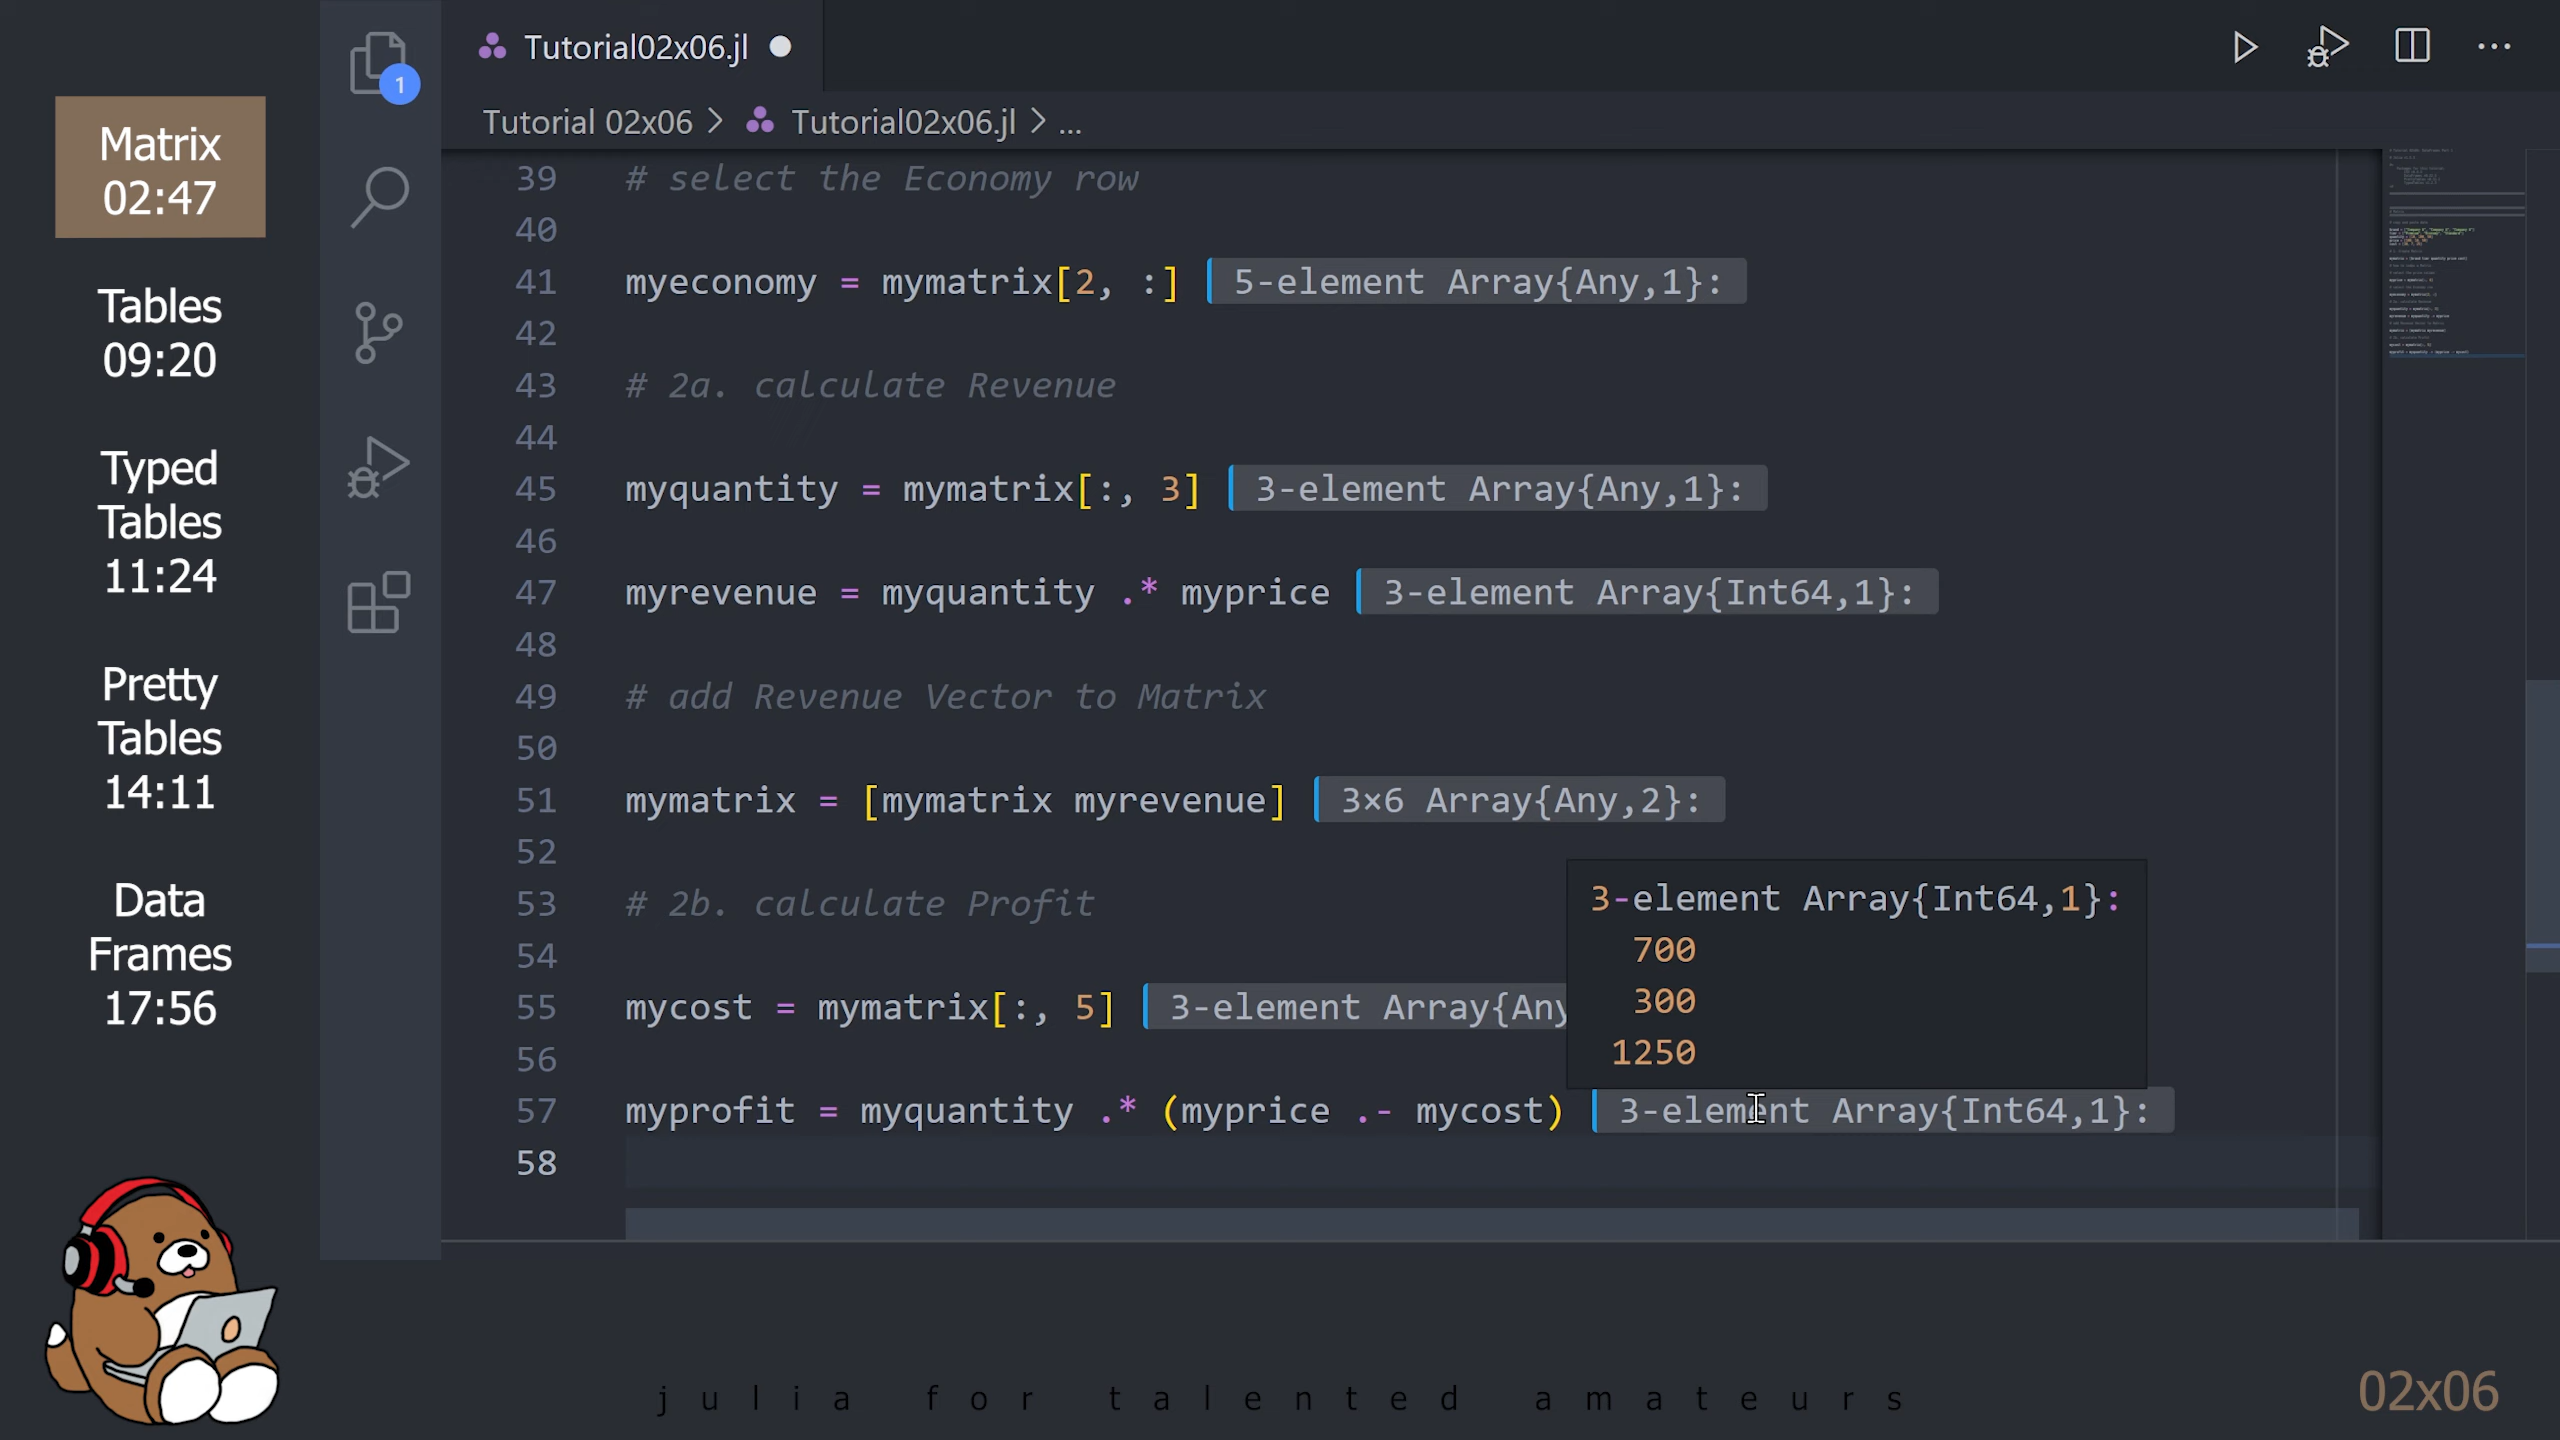 Matrix
02:47
Tables
09:20
Typed
Tables
11:24
Pretty
Tables
14:11
Data
Frames
17:56
1
Tutorial02x06.jl
Tutorial 02x06 > Tutorial02x06.jl > ...
39 # select the Economy row
40
41 myeconomy = mymatrix[2, :] 5-element Array{Any,1}:
42
43 # 2a. calculate Revenue
44
45 myquantity = mymatrix[:, 3] 3-element Array{Any,1}:
46
47 myrevenue = myquantity .* myprice 3-element Array{Int64,1}:
48
49 # add Revenue Vector to Matrix
50
51 mymatrix = [mymatrix myrevenue] 3×6 Array{Any,2}:
52
53 # 2b. calculate Profit
54
55 mycost = mymatrix[:, 5] 3-element Array{Any
56
57 myprofit = myquantity .* (myprice .- mycost) 3-element Array{Int64,1}:
58
3-element Array{Int64,1}:
700
300
1250
julia for talented amateurs
02x06